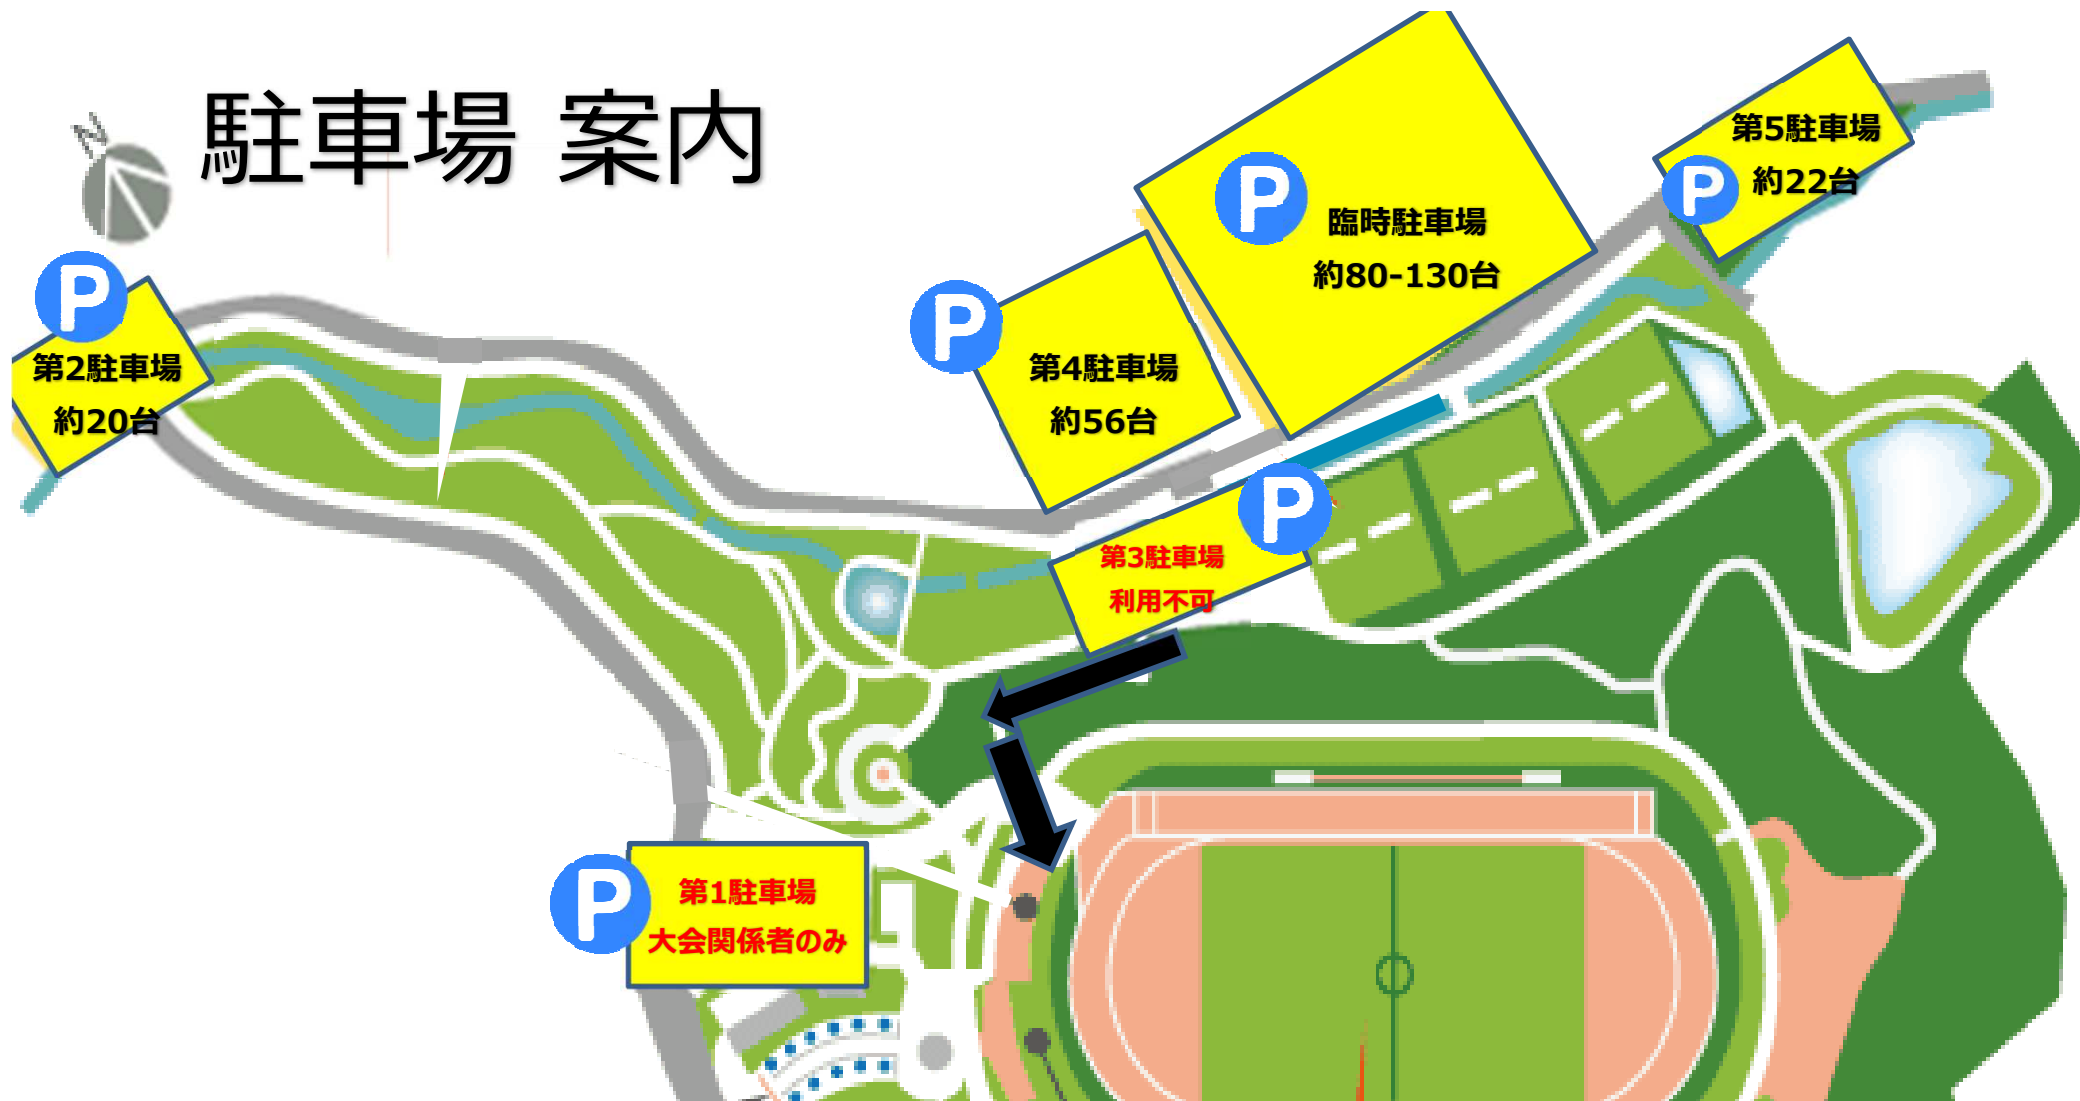 駐車場 案内
N
P
第2駐車場
約20台
P
第4駐車場
約56台
P
臨時駐車場
約80-130台
P
第5駐車場
約22台
P
第3駐車場
利用不可
P
第1駐車場
大会関係者のみ